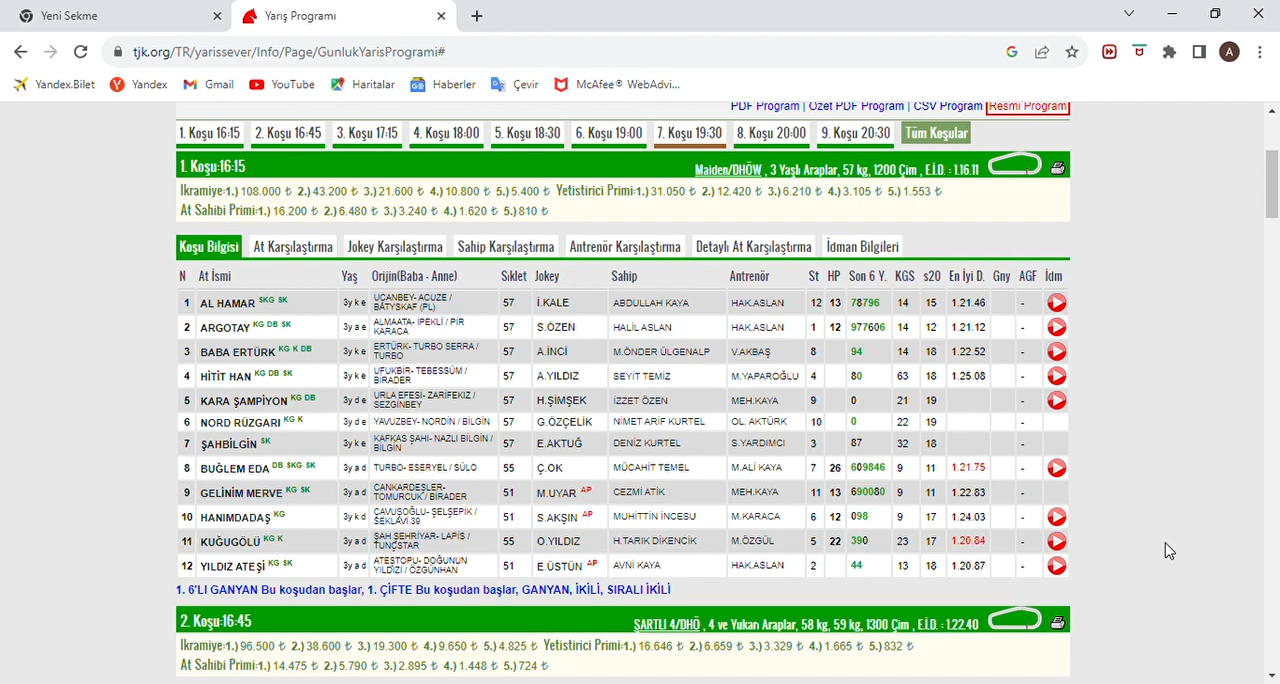 Yeni Sekme
Yarış Programı
tjk.org/TR/yarissever/Info/Page/GunlukYarisProgrami#
A
Yandex.Bilet Yandex Gmail YouTube Haritalar Haberler Çevir McAfee® WebAdvi...
PDF Program | Özet PDF Program | CSV Program Resmi Program
1. Koşu 16:15 2. Koşu 16:45 3. Koşu 17:15 4. Koşu 18:00 5. Koşu 18:30 6. Koşu 19:00 7. Koşu 19:30 8. Koşu 20:00 9. Koşu 20:30 Tüm Koşular
1. Koşu:16:15 Maiden/DHÖW , 3 Yaşlı Araplar, 57 kg, 1200 Çim , E.İ.D. : 1.16.11
İkramiye:1.) 108.000 ₺ 2.) 43.200 ₺ 3.) 21.600 ₺ 4.) 10.800 ₺ 5.) 5.400 ₺ Yetistirici Primi:1.) 31.050 ₺ 2.) 12.420 ₺ 3.) 6.210 ₺ 4.) 3.105 ₺ 5.) 1.553 ₺
At Sahibi Primi:1.) 16.200 ₺ 2.) 6.480 ₺ 3.) 3.240 ₺ 4.) 1.620 ₺ 5.) 810 ₺
Koşu Bilgisi At Karşılaştırma Jokey Karşılaştırma Sahip Karşılaştırma Antrenör Karşılaştırma Detaylı At Karşılaştırma İdman Bilgileri
N At İsmi Yaş Orijin(Baba - Anne) Sıklet Jokey Sahip Antrenör St HP Son 6 Y. KGS s20 En İyi D. Gny AGF İdm
1 AL HAMAR SKG SK 3y k e UÇANBEY- ACUZE / BATYSKAF (PL) 57 İ.KALE ABDULLAH KAYA HAK.ASLAN 12 13 78796 14 15 1.21.46 -
2 ARGOTAY KG DB SK 3y a e ALMAATA- İPEKLİ / PİR KARACA 57 S.ÖZEN HALİL ASLAN HAK.ASLAN 1 12 977606 14 12 1.21.12 -
3 BABA ERTÜRK KG K DB 3y k e ERTÜRK- TURBO SERRA / TURBO 57 A.İNCİ M.ÖNDER ÜLGENALP V.AKBAŞ 8 94 14 18 1.22.52 -
4 HİTİT HAN KG DB SK 3y k e UFUKBİR- TEBESSÜM / BİRADER 57 A.YILDIZ SEYİT TEMİZ M.YAPAROĞLU 4 80 63 18 1.25.08 -
5 KARA ŞAMPİYON KG DB 3y d e URLA EFESİ- ZARİFEKIZ / SEZGİNBEY 57 H.ŞİMŞEK İZZET ÖZEN MEH.KAYA 9 0 21 19 -
6 NORD RÜZGARI KG K 3y d e YAVUZBEY- NORDİN / BİLGİN 57 G.ÖZÇELİK NİMET ARİF KURTEL OL. AKTÜRK 10 0 22 19 -
7 ŞAHBİLGİN SK 3y k e KAFKAS ŞAHI- NAZLI BİLGİN / BİLGİN 57 E.AKTUĞ DENİZ KURTEL S.YARDIMCI 3 87 32 18 -
8 BUĞLEM EDA DB SKG SK 3y a d TURBO- ESERYEL / SÜLO 55 Ç.OK MÜCAHİT TEMEL M.ALİ KAYA 7 26 609846 9 11 1.21.75 -
9 GELİNİM MERVE KG SK 3y a d CANKARDEŞLER- TOMURCUK / BİRADER 51 M.UYAR AP CEZMİ ATİK MEH.KAYA 11 13 690080 9 11 1.22.83 -
10 HANIMDADAŞ KG 3y k d ÇAVUŞOĞLU- ŞELŞEPİK / SEKLAVİ 39 51 S.AKŞIN AP MUHİTTİN İNCESU M.KARACA 6 12 098 9 17 1.24.03 -
11 KUĞUGÖLÜ KG K 3y a d ŞAH ŞEHRİYAR- LAPİS / TUNÇSTAR 55 O.YILDIZ H.TARIK DİKENCİK M.ÖZGÜL 5 22 390 23 17 1.20.84 -
12 YILDIZ ATEŞİ KG SK 3y a d ATEŞTOPU- DOĞUNUN YILDIZI / ÖZGÜNHAN 51 E.ÜSTÜN AP AVNİ KAYA HAK.ASLAN 2 44 13 18 1.20.87 -
1. 6'LI GANYAN Bu koşudan başlar, 1. ÇİFTE Bu koşudan başlar, GANYAN, İKİLİ, SIRALI İKİLİ
2. Koşu:16:45 ŞARTLI 4/DHÖ , 4 ve Yukarı Araplar, 58 kg, 59 kg, 1300 Çim , E.İ.D. : 1.22.40
İkramiye:1.) 96.500 ₺ 2.) 38.600 ₺ 3.) 19.300 ₺ 4.) 9.650 ₺ 5.) 4.825 ₺ Yetistirici Primi:1.) 16.646 ₺ 2.) 6.659 ₺ 3.) 3.329 ₺ 4.) 1.665 ₺ 5.) 832 ₺
At Sahibi Primi:1.) 14.475 ₺ 2.) 5.790 ₺ 3.) 2.895 ₺ 4.) 1.448 ₺ 5.) 724 ₺